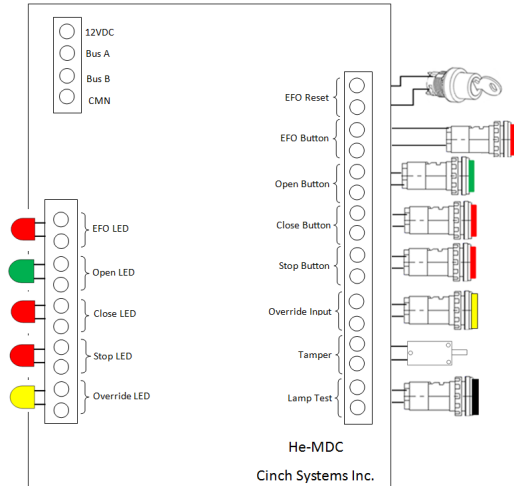 12VDC
Bus A
Bus B
CMN
EFO LED
Open LED
Close LED
Stop LED
Override LED
EFO Reset
EFO Button
Open Button
Close Button
Stop Button
Override Input
Tamper
Lamp Test
He-MDC
Cinch Systems Inc.